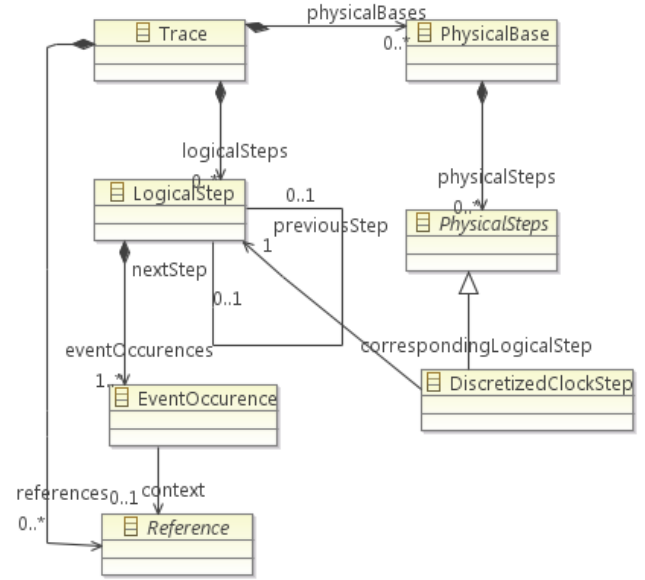 physicalBases
Trace
0..*
PhysicalBase
logicalSteps
0..*
physicalSteps
0..*
LogicalStep
0..1
previousStep
1
PhysicalSteps
nextStep
0..1
eventOccurences
correspondingLogicalStep
1..*
EventOccurence
DiscretizedClockStep
references
0..1
context
0..*
Reference